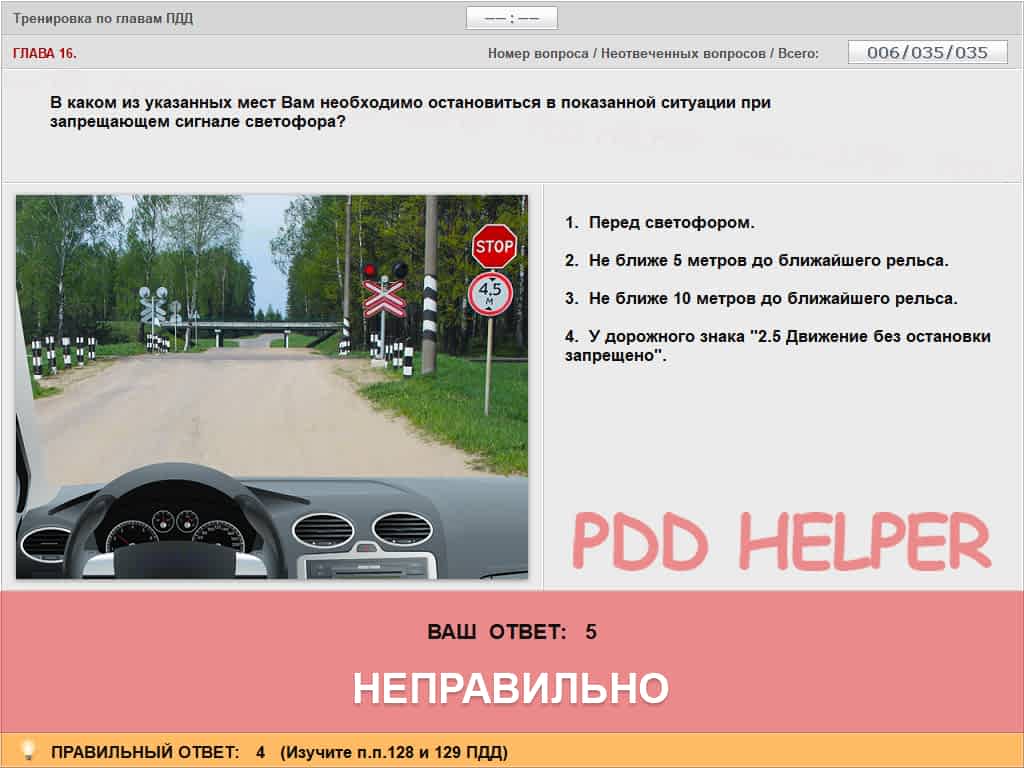 Тренировка по главам ПДД
—— : ——
ГЛАВА 16.
Номер вопроса / Неотвеченных вопросов / Всего:
006/035/035
В каком из указанных мест Вам необходимо остановиться в показанной ситуации при
запрещающем сигнале светофора?
STOP
4,5
М
1. Перед светофором.
2. Не ближе 5 метров до ближайшего рельса.
3. Не ближе 10 метров до ближайшего рельса.
4. У дорожного знака "2.5 Движение без остановки
запрещено".
PDD HELPER
ВАШ ОТВЕТ: 5
НЕПРАВИЛЬНО
ПРАВИЛЬНЫЙ ОТВЕТ: 4 (Изучите п.п.128 и 129 ПДД)